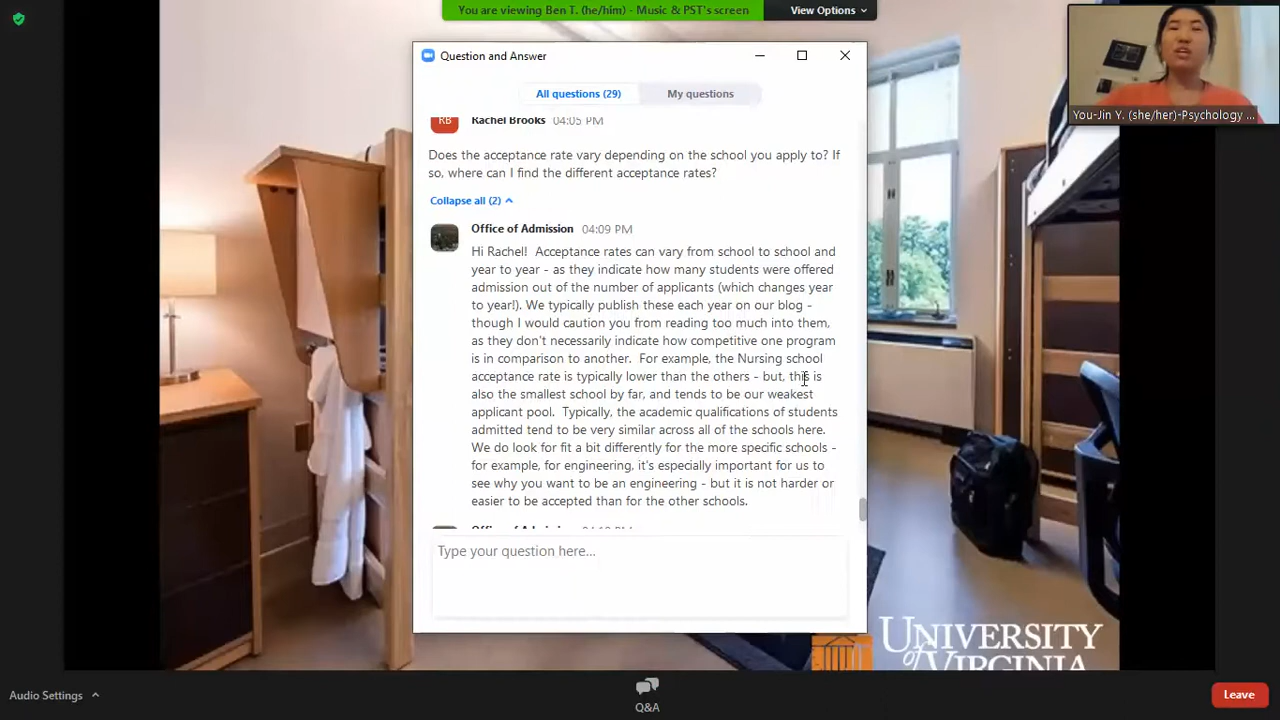 You are viewing Ben T. (he/him) - Music & PST's screen
View Options
Question and Answer
You-Jin Y. (she/her)-Psychology ...
All questions (29)
My questions
RB
Rachel Brooks 04:05 PM
Does the acceptance rate vary depending on the school you apply to? If
so, where can I find the different acceptance rates?
Collapse all (2)
Office of Admission 04:09 PM
Hi Rachel! Acceptance rates can vary from school to school and
year to year - as they indicate how many students were offered
admission out of the number of applicants (which changes year
to year!). We typically publish these each year on our blog -
though I would caution you from reading too much into them,
as they don't necessarily indicate how competitive one program
is in comparison to another. For example, the Nursing school
acceptance rate is typically lower than the others - but, this is
also the smallest school by far, and tends to be our weakest
applicant pool. Typically, the academic qualifications of students
admitted tend to be very similar across all of the schools here.
We do look for fit a bit differently for the more specific schools -
for example, for engineering, it's especially important for us to
see why you want to be an engineering - but it is not harder or
easier to be accepted than for the other schools.
Office of Admission
Type your question here...
UNIVERSITY
of VIRGINIA
Audio Settings
Q&A
Leave